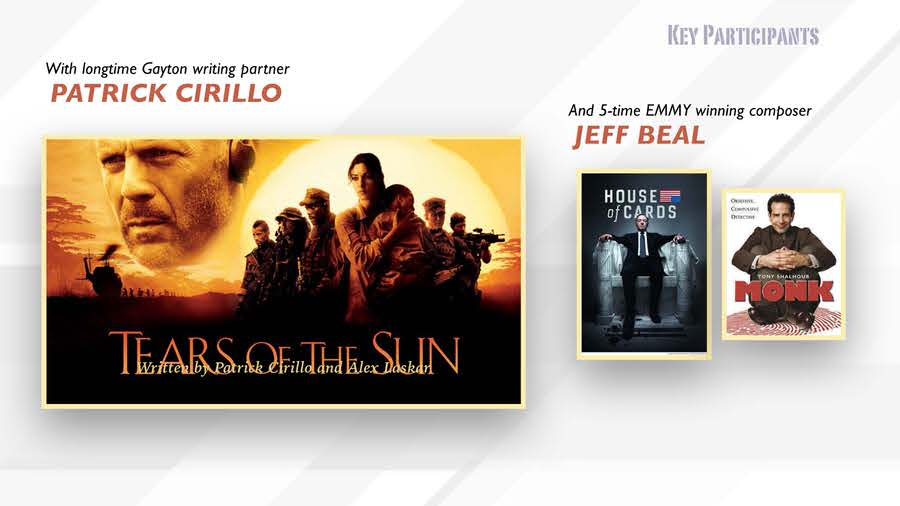 KEY PARTICIPANTS
With longtime Gayton writing partner
PATRICK CIRILLO
And 5-time EMMY winning composer
JEFF BEAL
TEARS OF THE SUN
Written by Patrick Cirillo and Alex Laskar
HOUSE
of CARDS
OBSESSIVE,
COMPULSIVE
DETECTIVE
TONY SHALHOUB
MONK